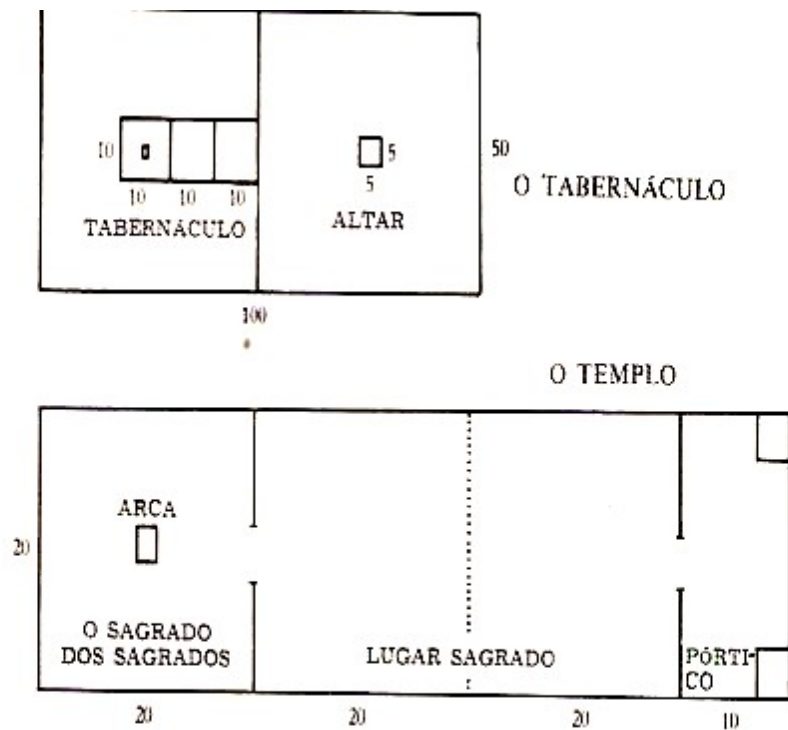 10
5
50
5
O TABERNÁCULO
10 10 10
TABERNÁCULO
ALTAR
100
O TEMPLO
ARCA
20
O SAGRADO
DOS SAGRADOS
LUGAR SAGRADO
PÓRTI-
CO
20 20 20 10